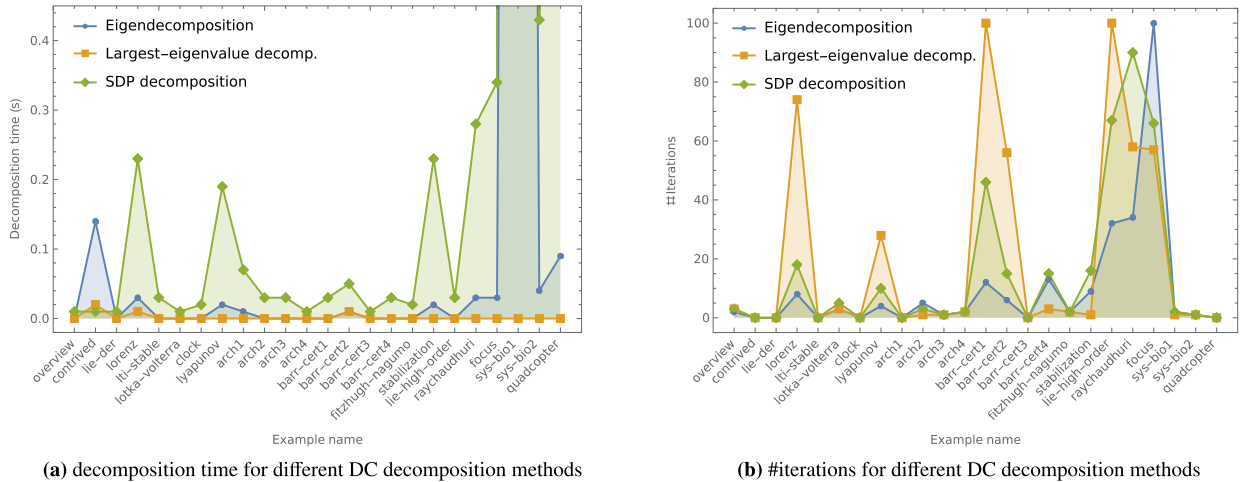 Eigendecomposition
Largest–eigenvalue decomp.
SDP decomposition
Decomposition time (s)
0.4
0.3
0.2
0.1
0.0
overview
contrived
lie–der
lorenz
lti–stable
lotka–volterra
clock
lyapunov
arch1
arch2
arch3
arch4
barr–cert1
barr–cert2
barr–cert3
barr–cert4
fitzhugh–nagumo
stabilization
lie–high–order
raychaudhuri
focus
sys–bio1
sys–bio2
quadcopter
Example name
(a) decomposition time for different DC decomposition methods
Eigendecomposition
Largest–eigenvalue decomp.
SDP decomposition
#Iterations
100
80
60
40
20
0
overview
contrived
lie–der
lorenz
lti–stable
lotka–volterra
clock
lyapunov
arch1
arch2
arch3
arch4
barr–cert1
barr–cert2
barr–cert3
barr–cert4
fitzhugh–nagumo
stabilization
lie–high–order
raychaudhuri
focus
sys–bio1
sys–bio2
quadcopter
Example name
(b) #iterations for different DC decomposition methods